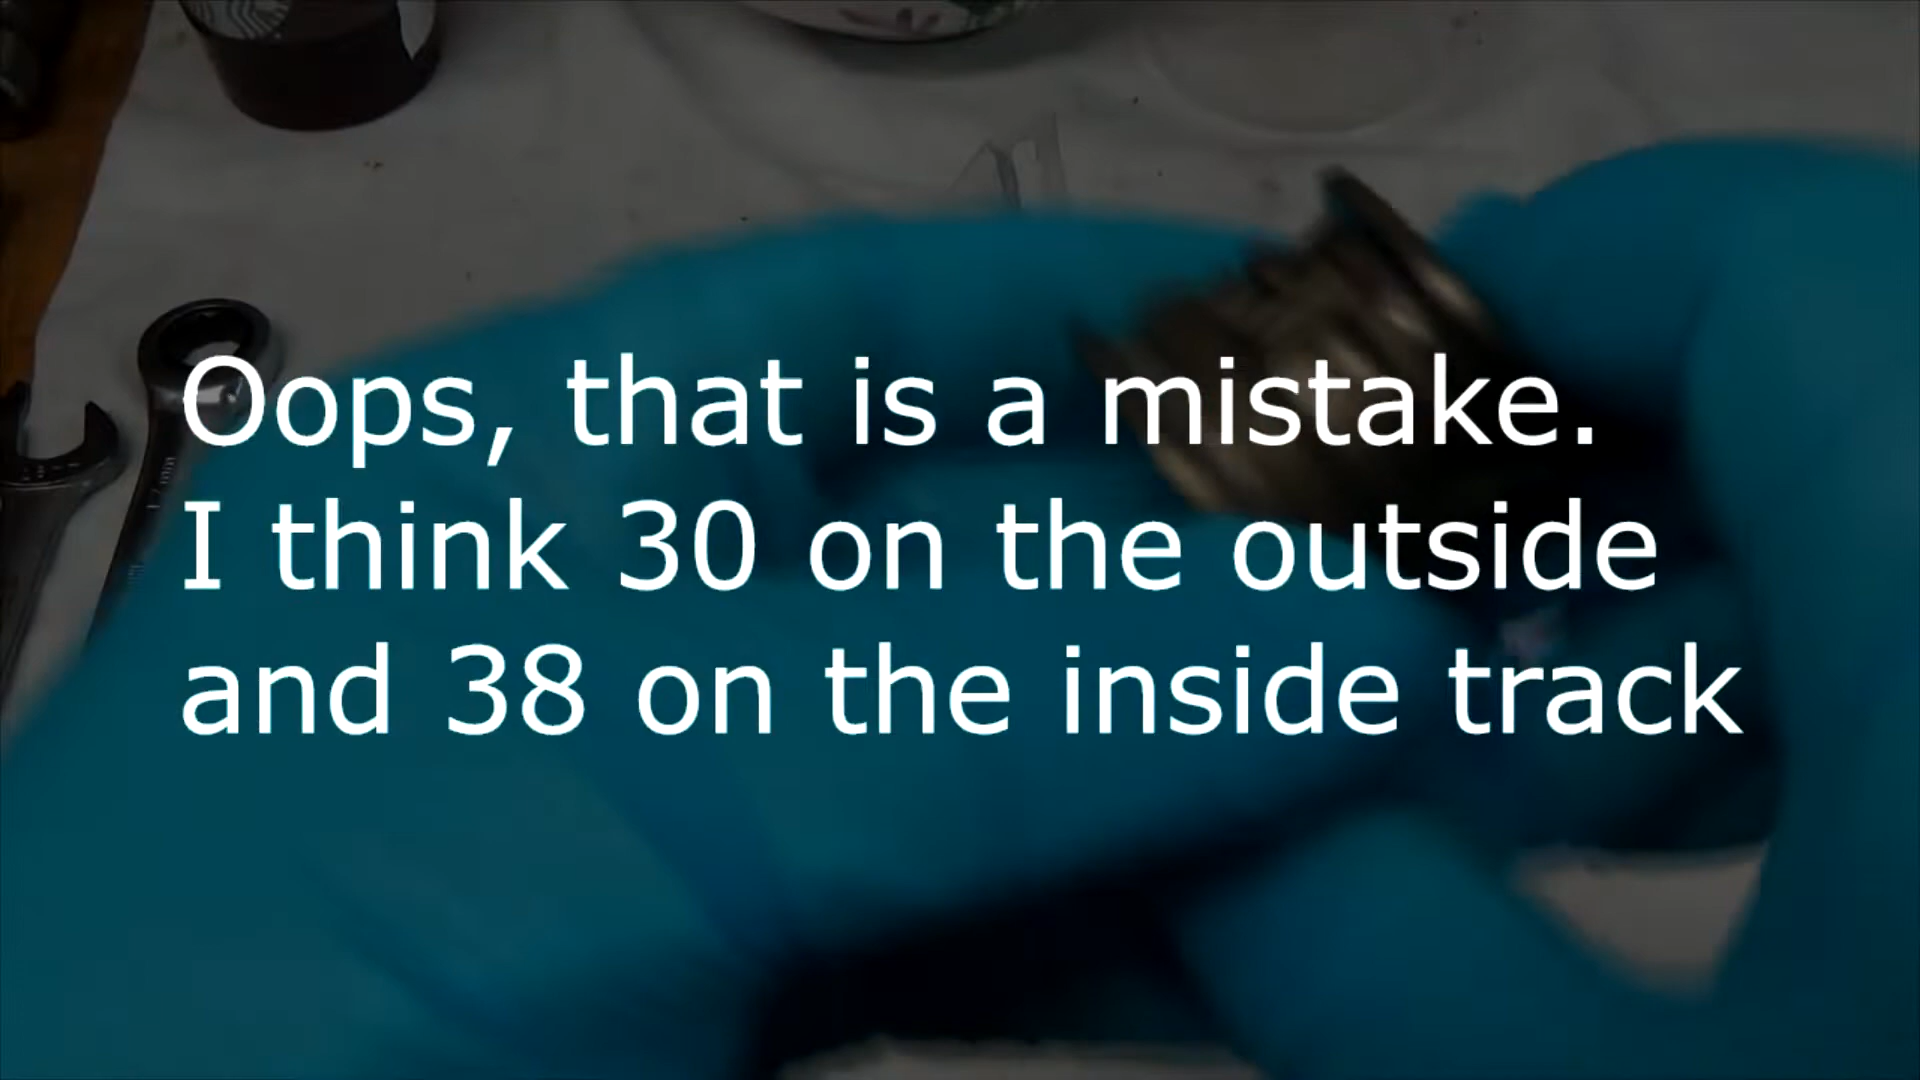 Oops, that is a mistake.
I think 30 on the outside
and 38 on the inside track